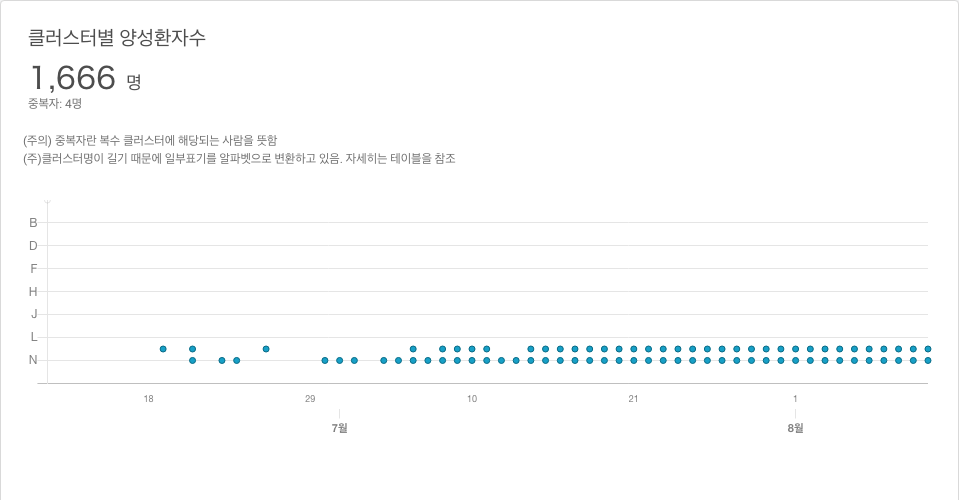 클러스터별 양성환자수
1,666 명
중복자: 4명
(주의) 중복자란 복수 클러스터에 해당되는 사람을 뜻함
(주)클러스터명이 길기 때문에 일부표기를 알파벳으로 변환하고 있음. 자세히는 테이블을 참조
B
D
F
H
J
L
N
18 29 10 21 1
7월 8월